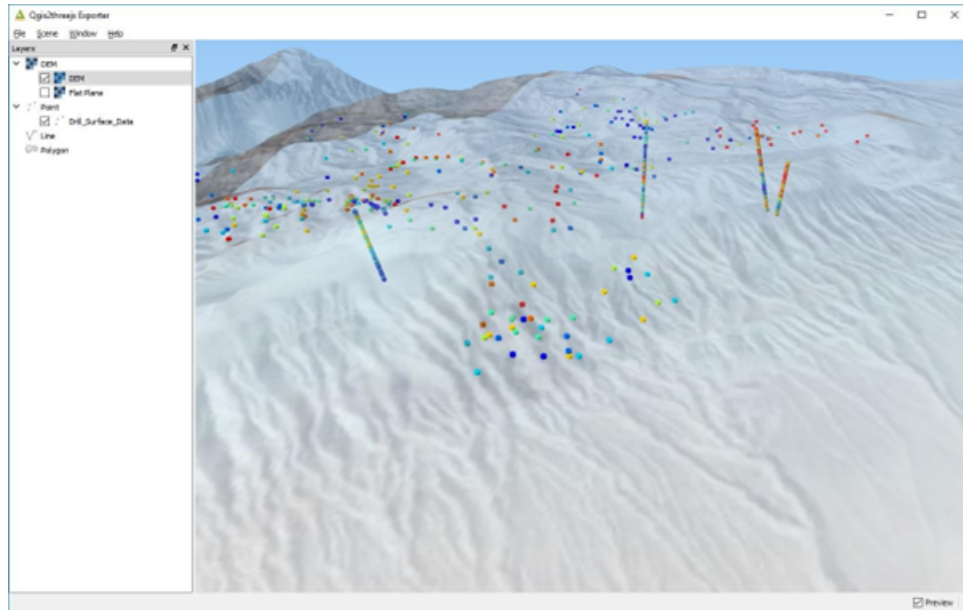 Qgis2threejs Exporter
File Scene Window Help
Layers
DEM
DEM
Flat Plane
Point
Drill_Surface_Data
Line
Polygon
Preview